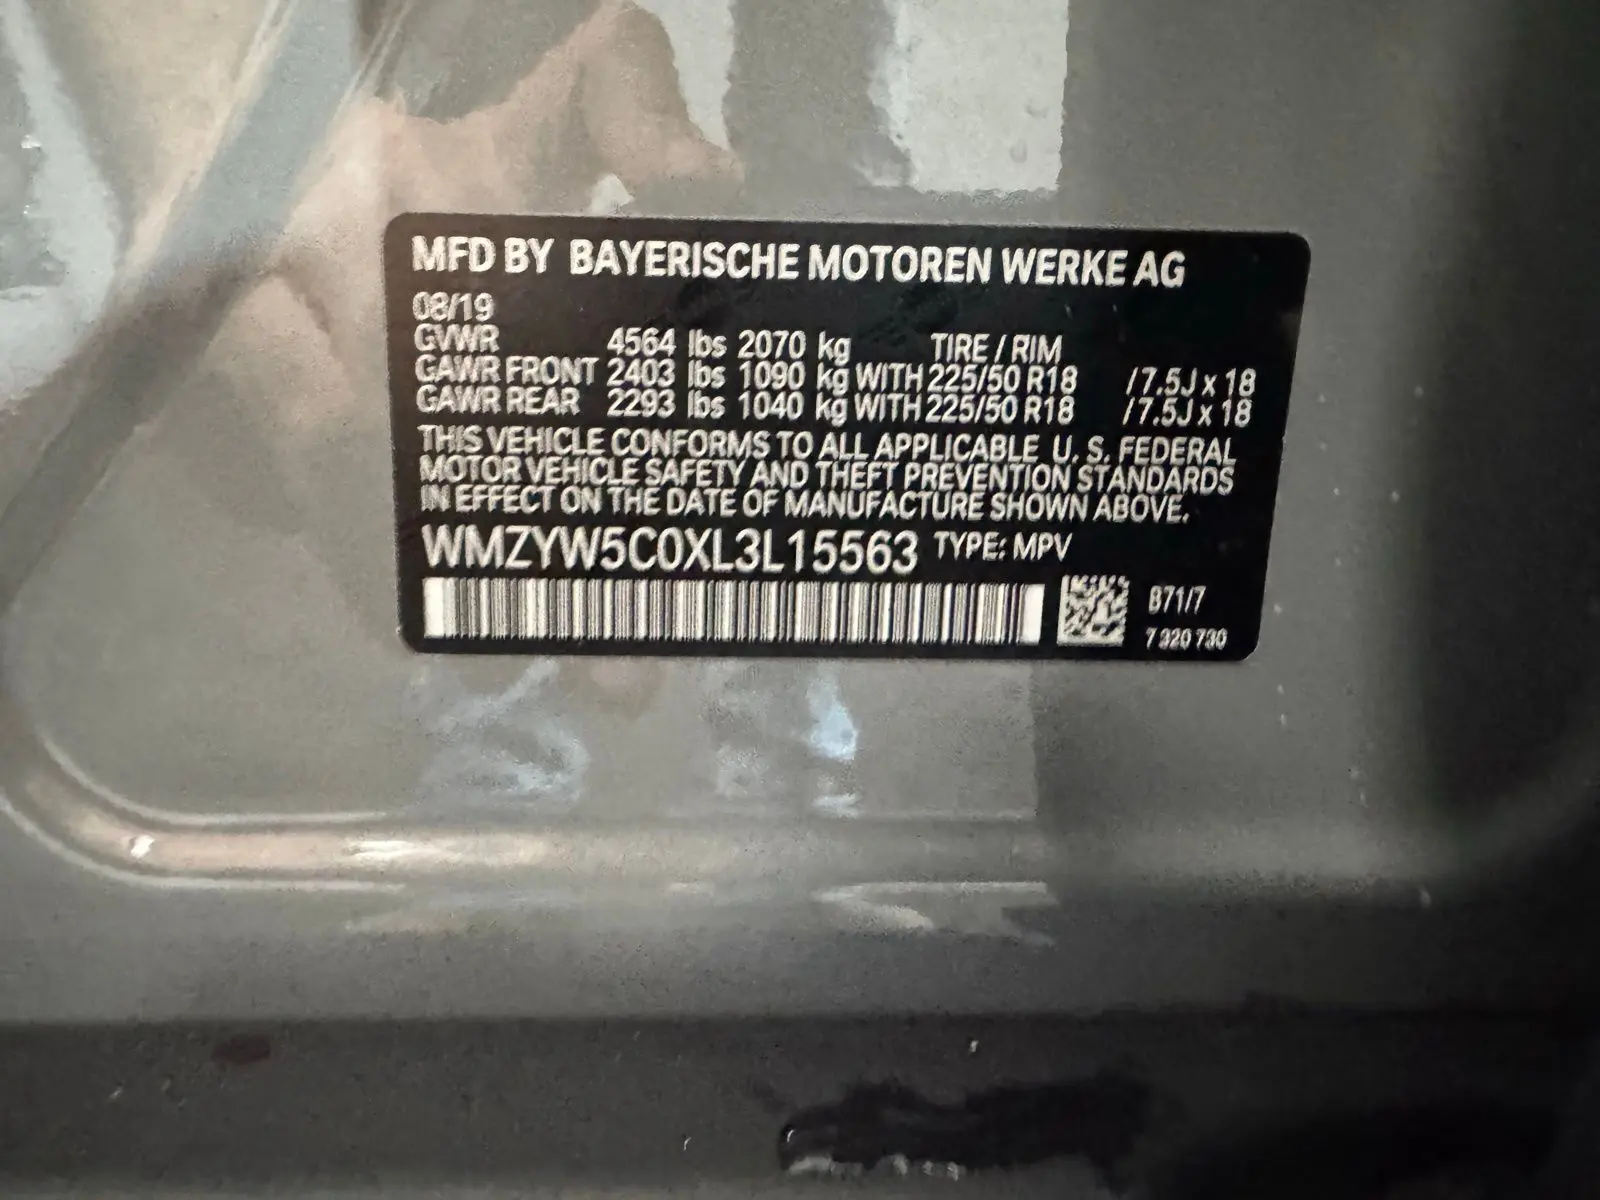 MFD BY BAYERISCHE MOTOREN WERKE AG
08/19
GVWR 4564 lbs 2070 kg TIRE / RIM
GAWR FRONT 2403 lbs 1090 kg WITH 225/50 R18 / 7.5J x 18
GAWR REAR 2293 lbs 1040 kg WITH 225/50 R18 / 7.5J x 18
THIS VEHICLE CONFORMS TO ALL APPLICABLE U. S. FEDERAL
MOTOR VEHICLE SAFETY AND THEFT PREVENTION STANDARDS
IN EFFECT ON THE DATE OF MANUFACTURE SHOWN ABOVE.
WMZYW5C0XL3L15563 TYPE: MPV
B71/7
7 320 730